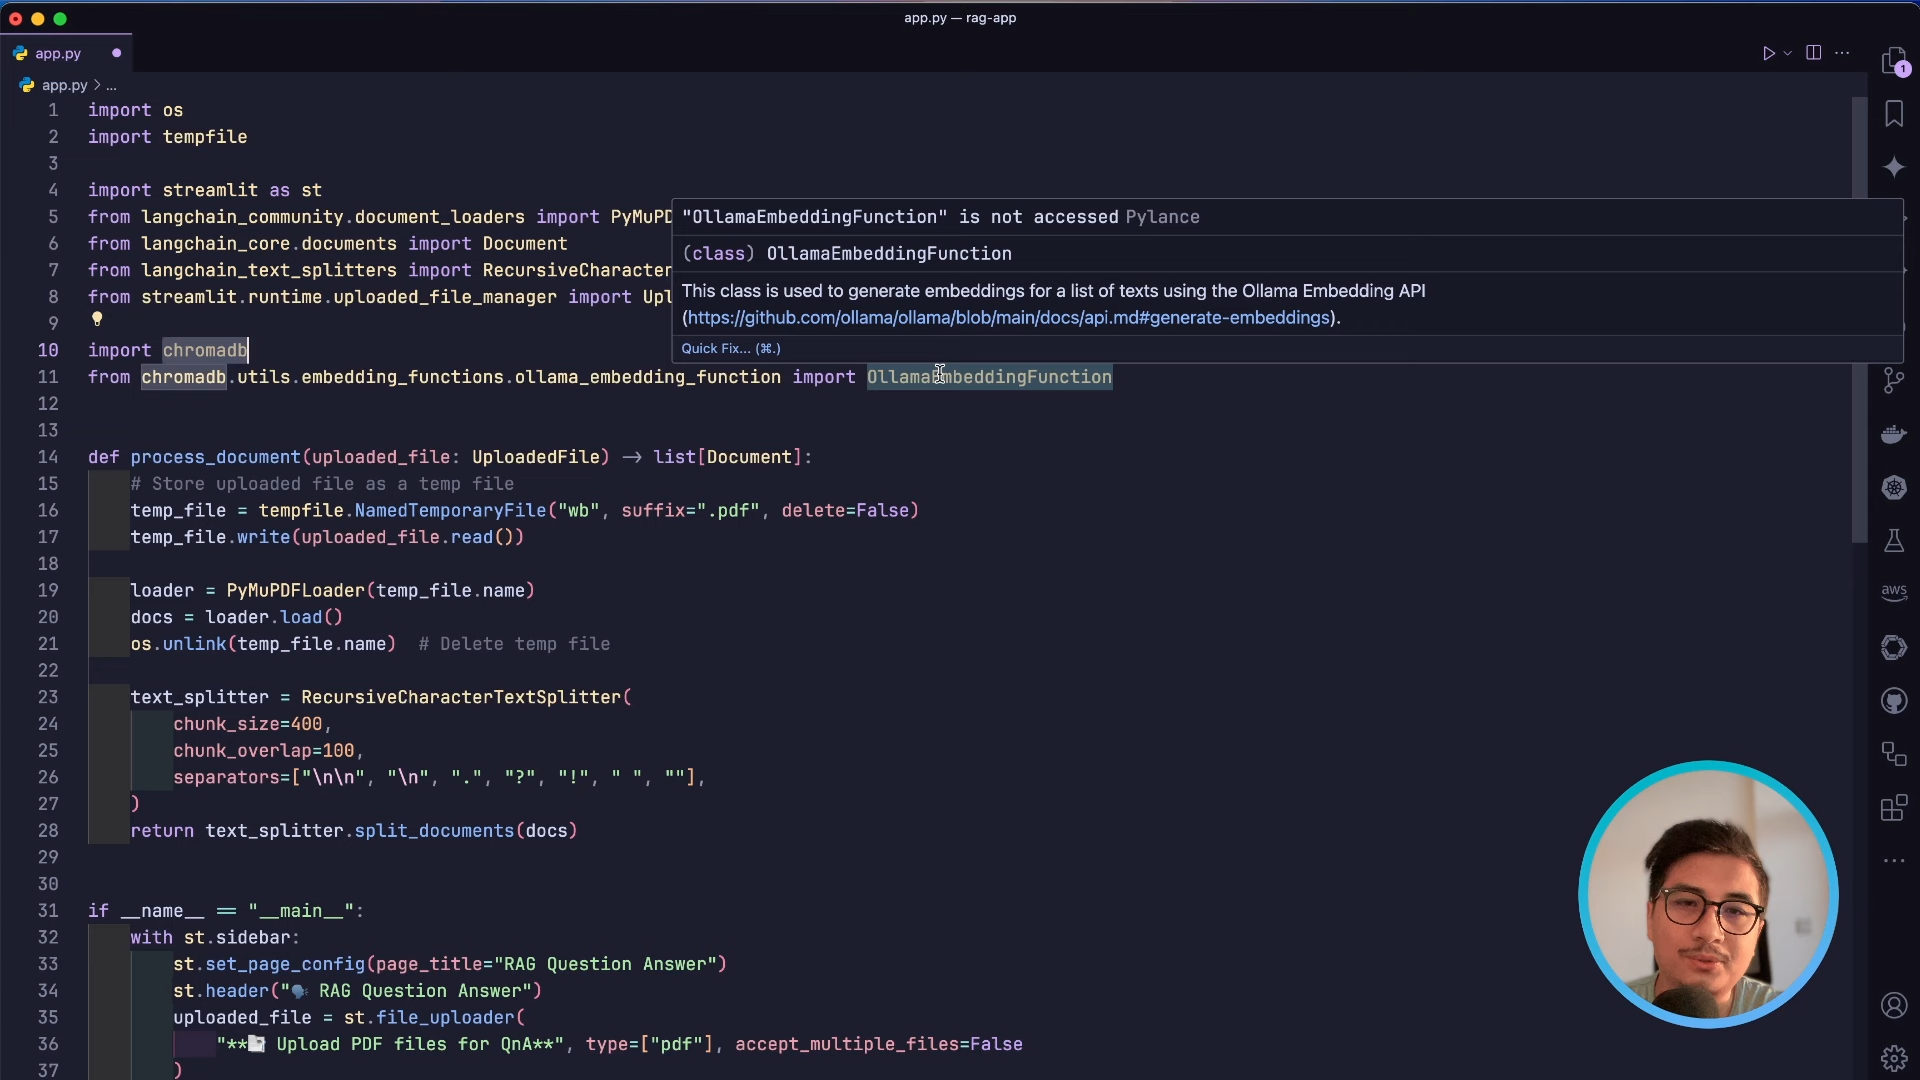 app.py — rag-app
app.py
app.py > ...
1 import os
2 import tempfile
3
4 import streamlit as st
5 from langchain_community.document_loaders import PyMuPD
6 from langchain_core.documents import Document
7 from langchain_text_splitters import RecursiveCharacter
8 from streamlit.runtime.uploaded_file_manager import Upl
9
"OllamaEmbeddingFunction" is not accessed Pylance
(class) OllamaEmbeddingFunction
This class is used to generate embeddings for a list of texts using the Ollama Embedding API
(https://github.com/ollama/ollama/blob/main/docs/api.md#generate-embeddings).
Quick Fix... (⌘.)
10 import chromadb
11 from chromadb.utils.embedding_functions.ollama_embedding_function import OllamaEmbeddingFunction
12
13
14 def process_document(uploaded_file: UploadedFile) -> list[Document]:
15 # Store uploaded file as a temp file
16 temp_file = tempfile.NamedTemporaryFile("wb", suffix=".pdf", delete=False)
17 temp_file.write(uploaded_file.read())
18
19 loader = PyMuPDFLoader(temp_file.name)
20 docs = loader.load()
21 os.unlink(temp_file.name)  # Delete temp file
22
23 text_splitter = RecursiveCharacterTextSplitter(
24 chunk_size=400,
25 chunk_overlap=100,
26 separators=["\n\n", "\n", ".", "?", "!", " ", ""],
27 )
28 return text_splitter.split_documents(docs)
29
30
31 if __name__ == "__main__":
32 with st.sidebar:
33 st.set_page_config(page_title="RAG Question Answer")
34 st.header("🗣️ RAG Question Answer")
35 uploaded_file = st.file_uploader(
36 "**📑 Upload PDF files for QnA**", type=["pdf"], accept_multiple_files=False
37 )
1
aws